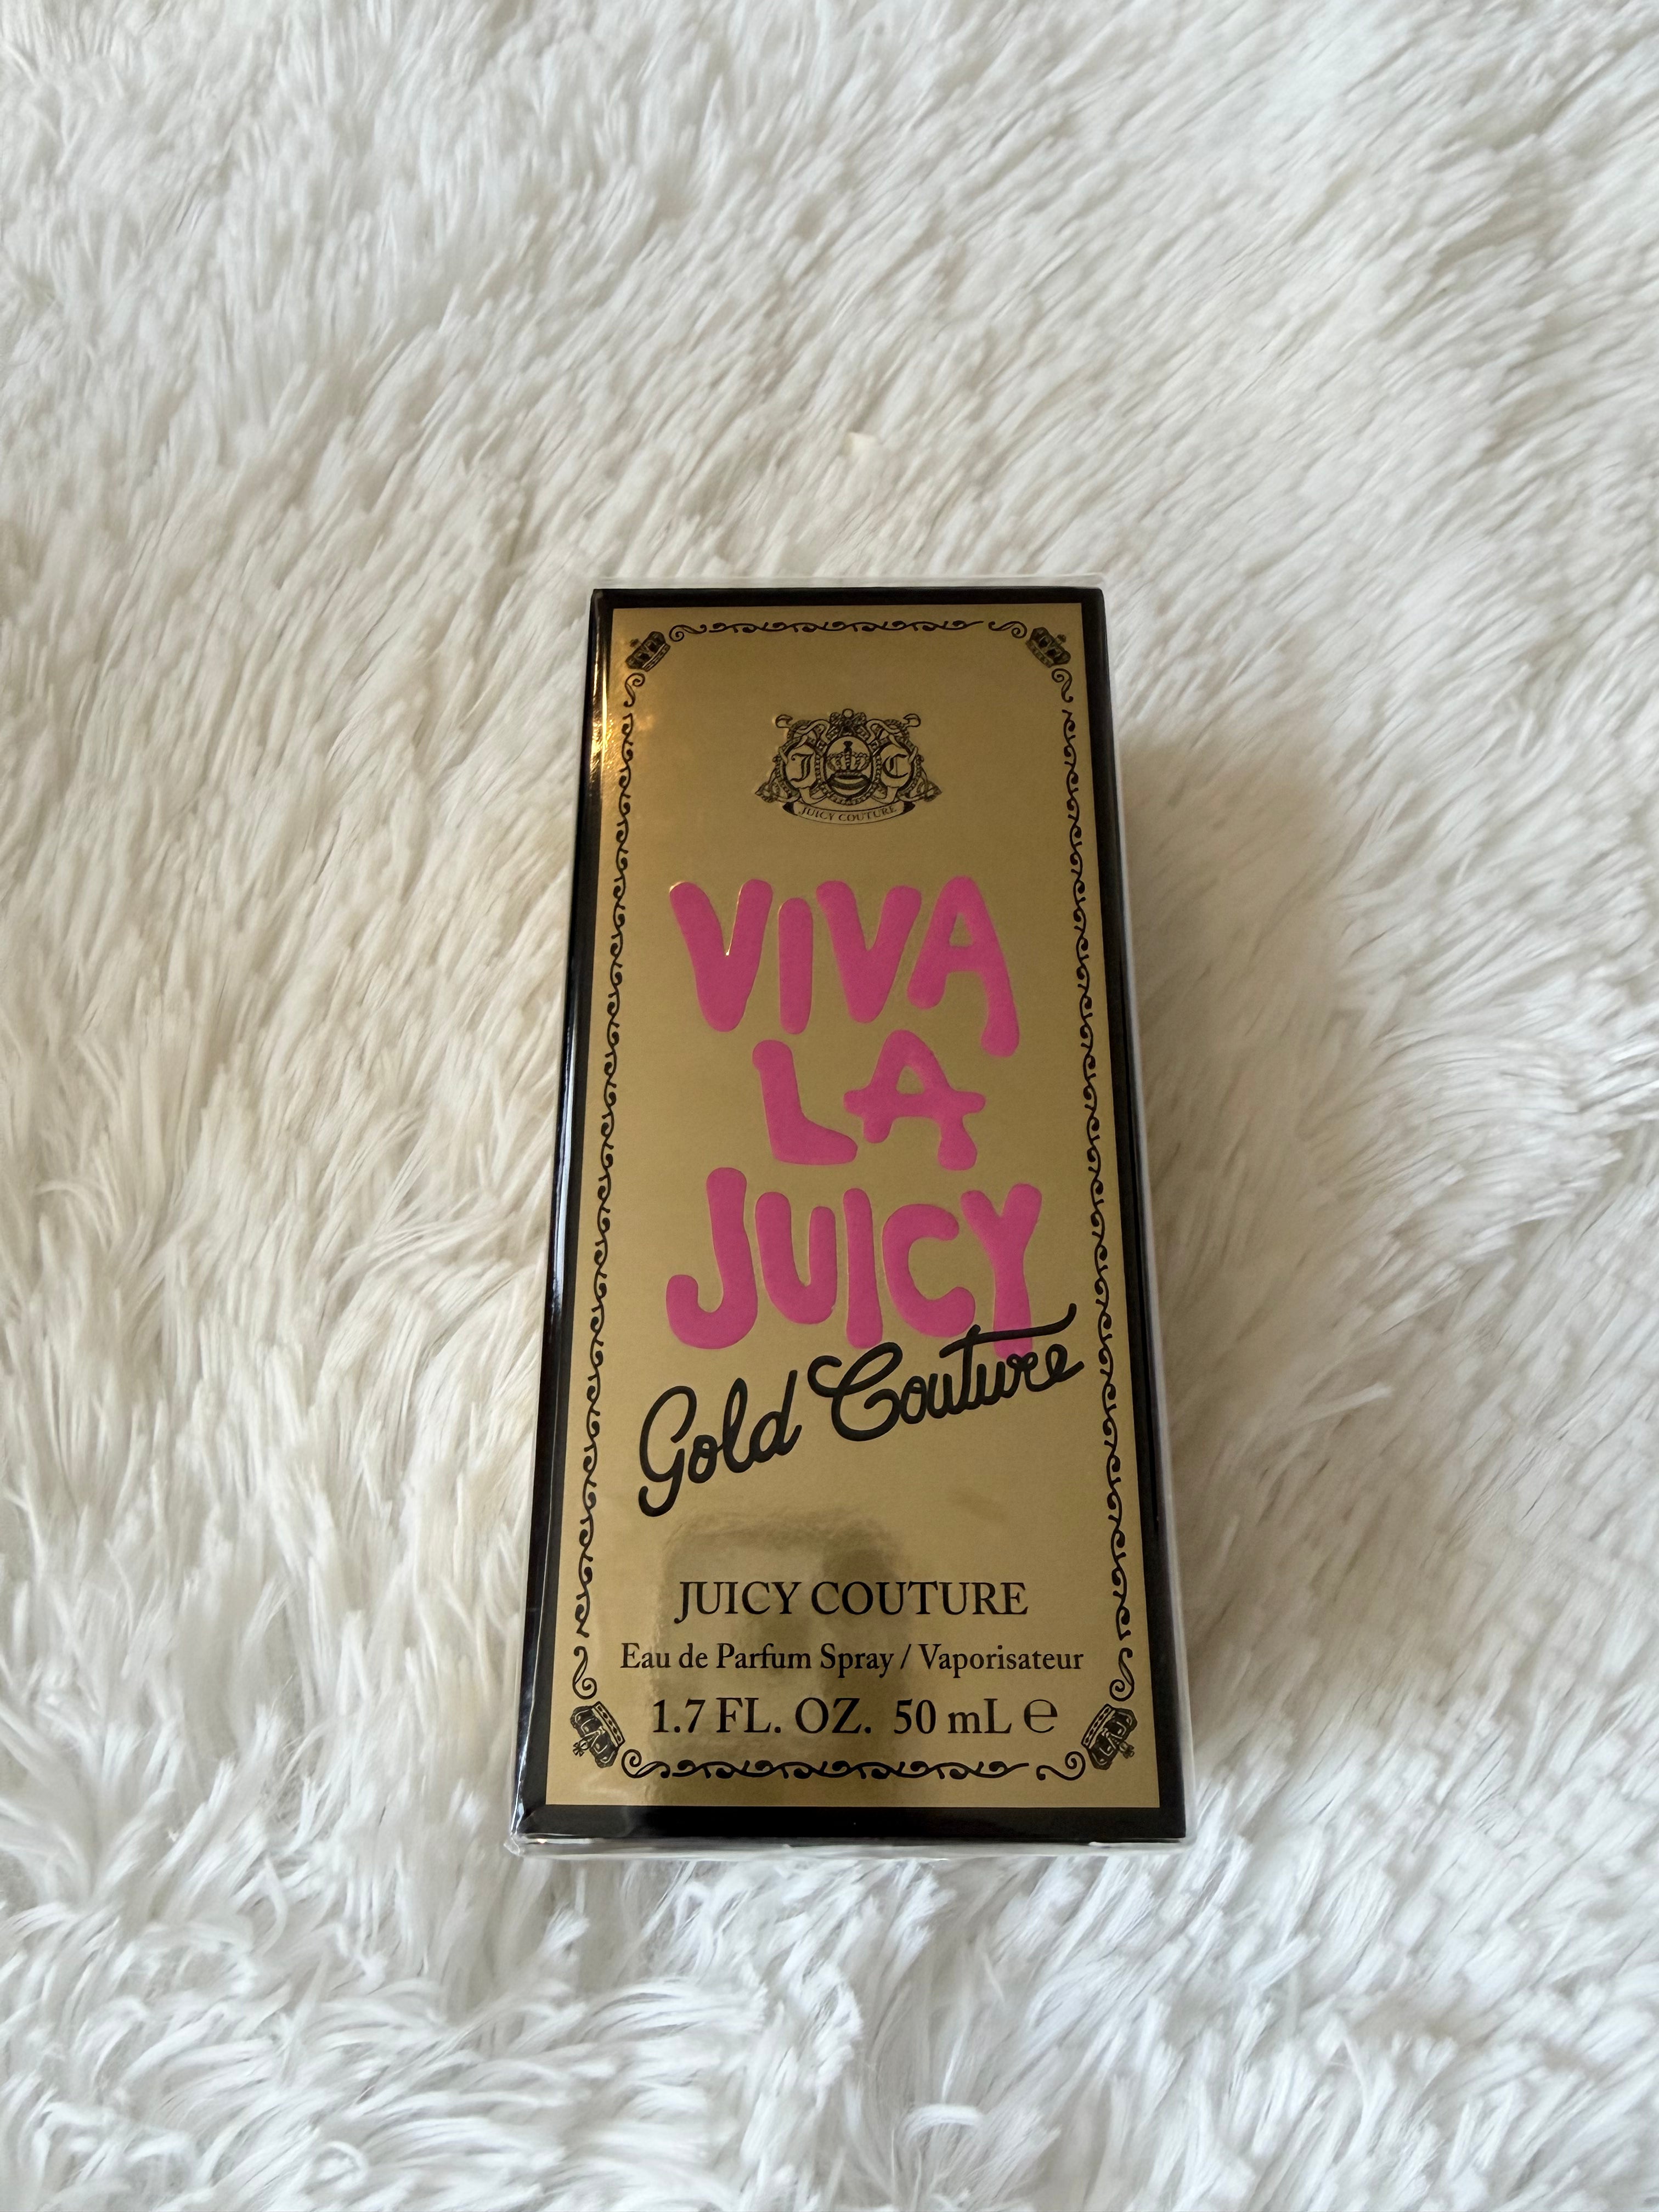 J C
JUICY COUTURE
VIVA
LA
JUICY
Gold Couture
JUICY COUTURE
Eau de Parfum Spray / Vaporisateur
1.7 FL. OZ. 50 mL ℮